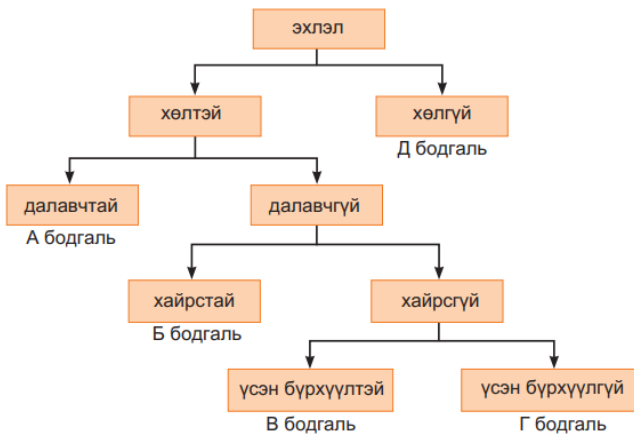 эхлэл
хөлтэй
хөлгүй
Д бодгаль
далавчтай
далавчгүй
А бодгаль
хайрстай
хайрсгүй
Б бодгаль
үсэн бүрхүүлтэй
үсэн бүрхүүлгүй
В бодгаль
Г бодгаль